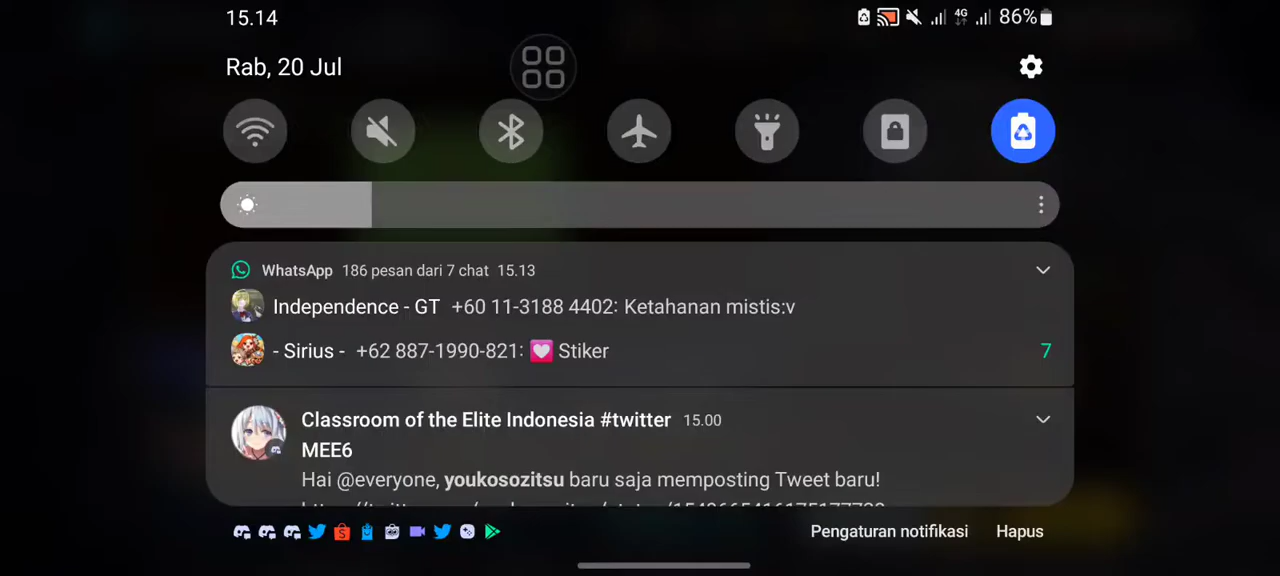 15.14
4G 86%
Rab, 20 Jul
WhatsApp 186 pesan dari 7 chat 15.13
Independence - GT +60 11-3188 4402: Ketahanan mistis:v
- Sirius - +62 887-1990-821: 💟 Stiker
7
Classroom of the Elite Indonesia #twitter 15.00
MEE6
Hai @everyone, youkosozitsu baru saja memposting Tweet baru!
Pengaturan notifikasi Hapus